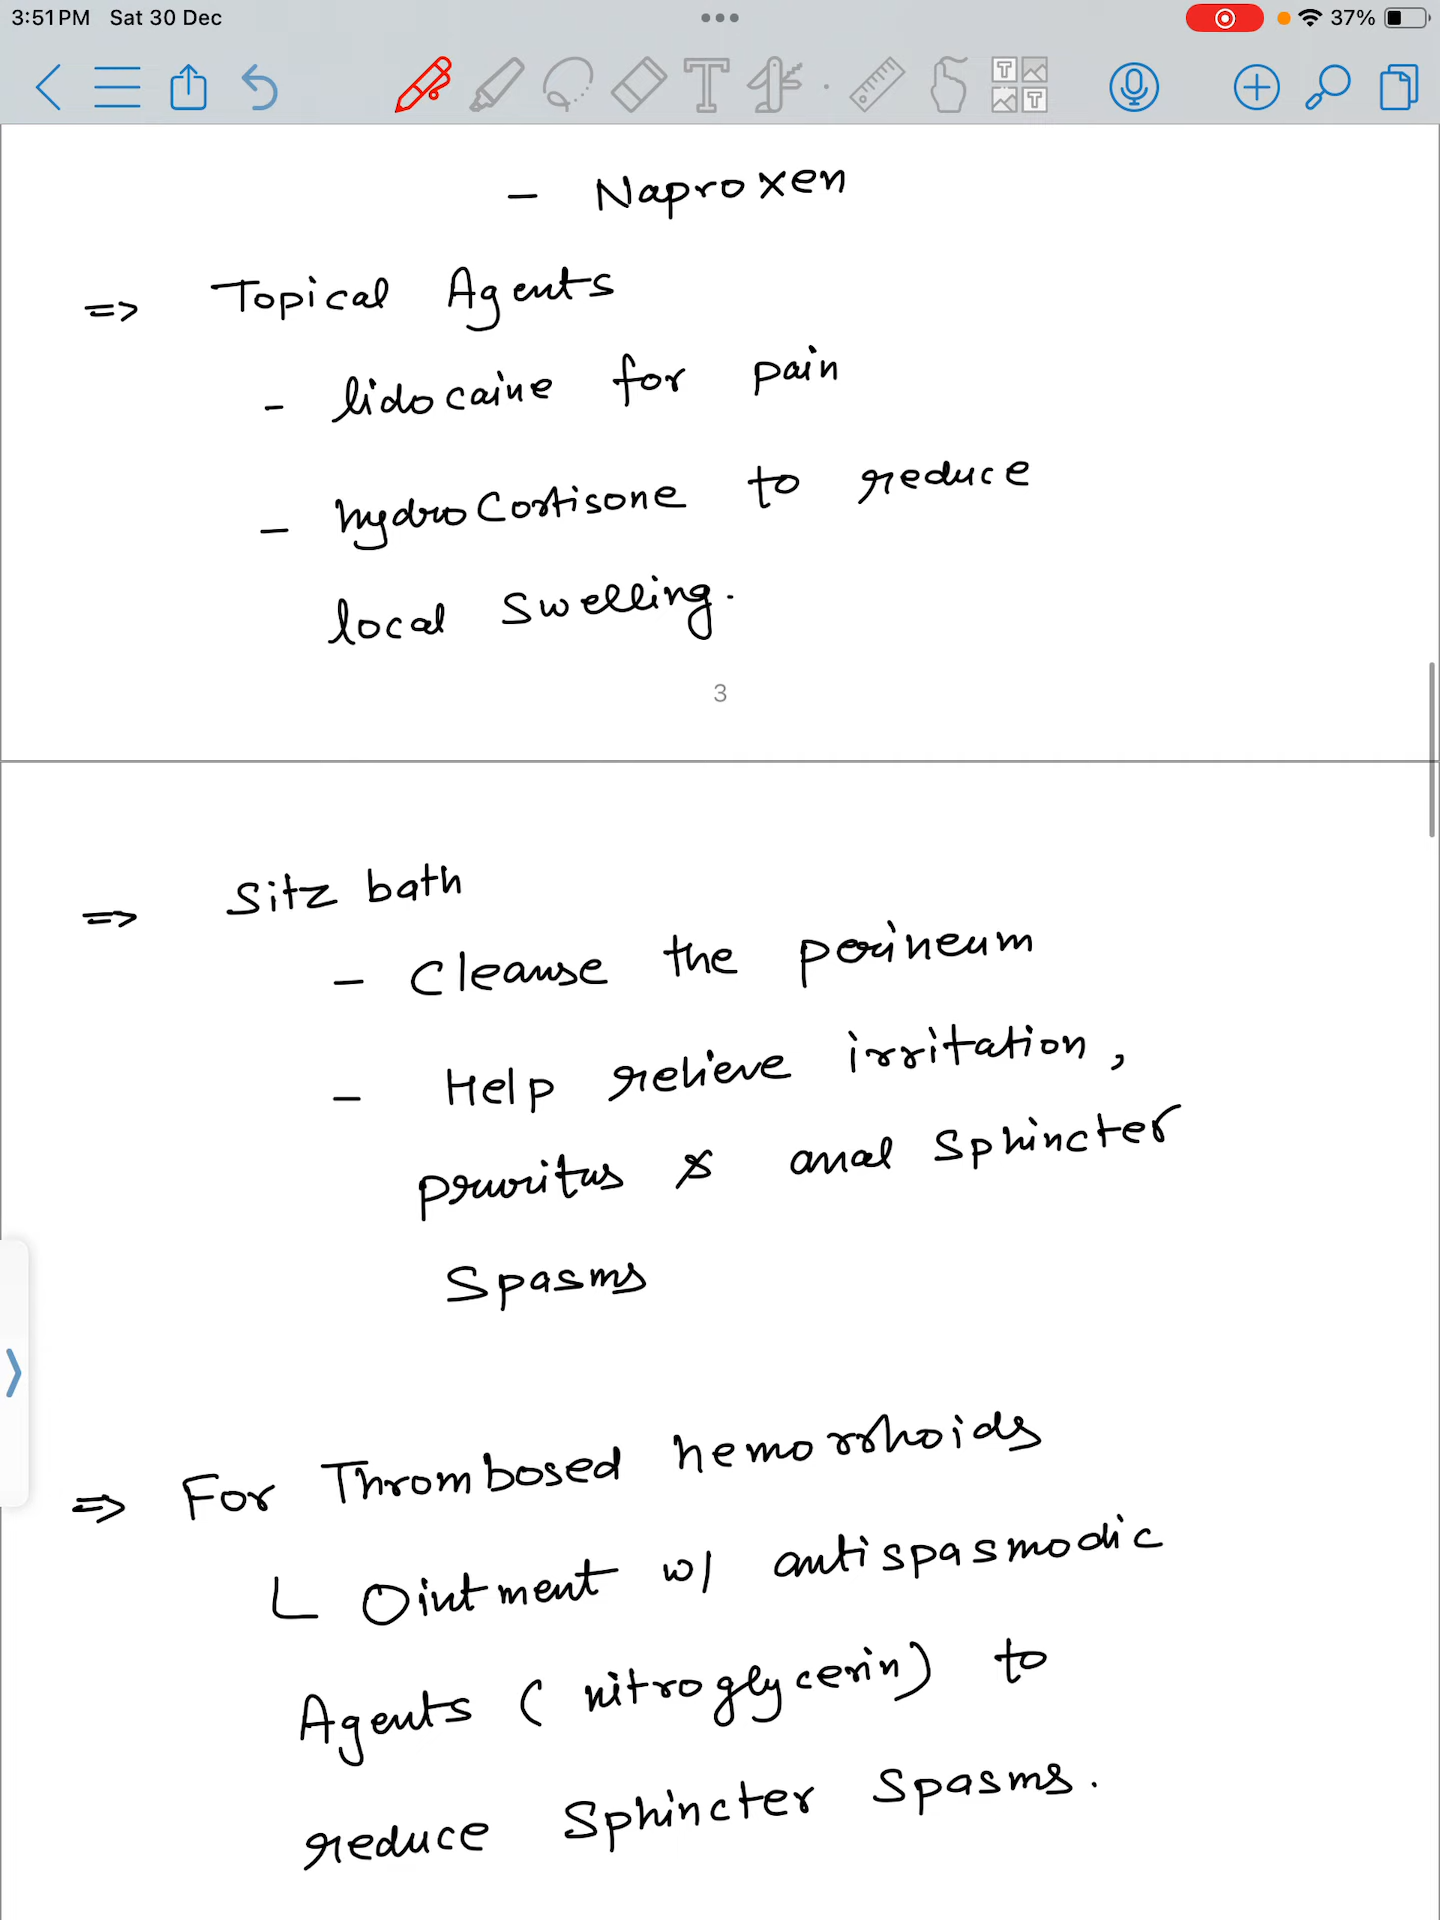 3:51 PM Sat 30 Dec
37%
- Naproxen
=> Topical Agents
- lidocaine for pain
- hydrocortisone to reduce
local swelling.
3
=> Sitz bath
- Cleanse the perineum
- Help relieve irritation,
pruritus & anal sphincter
spasms
=> For Thrombosed hemorrhoids
L Ointment w/ antispasmodic
Agents (nitroglycerin) to
reduce Sphincter Spasms.